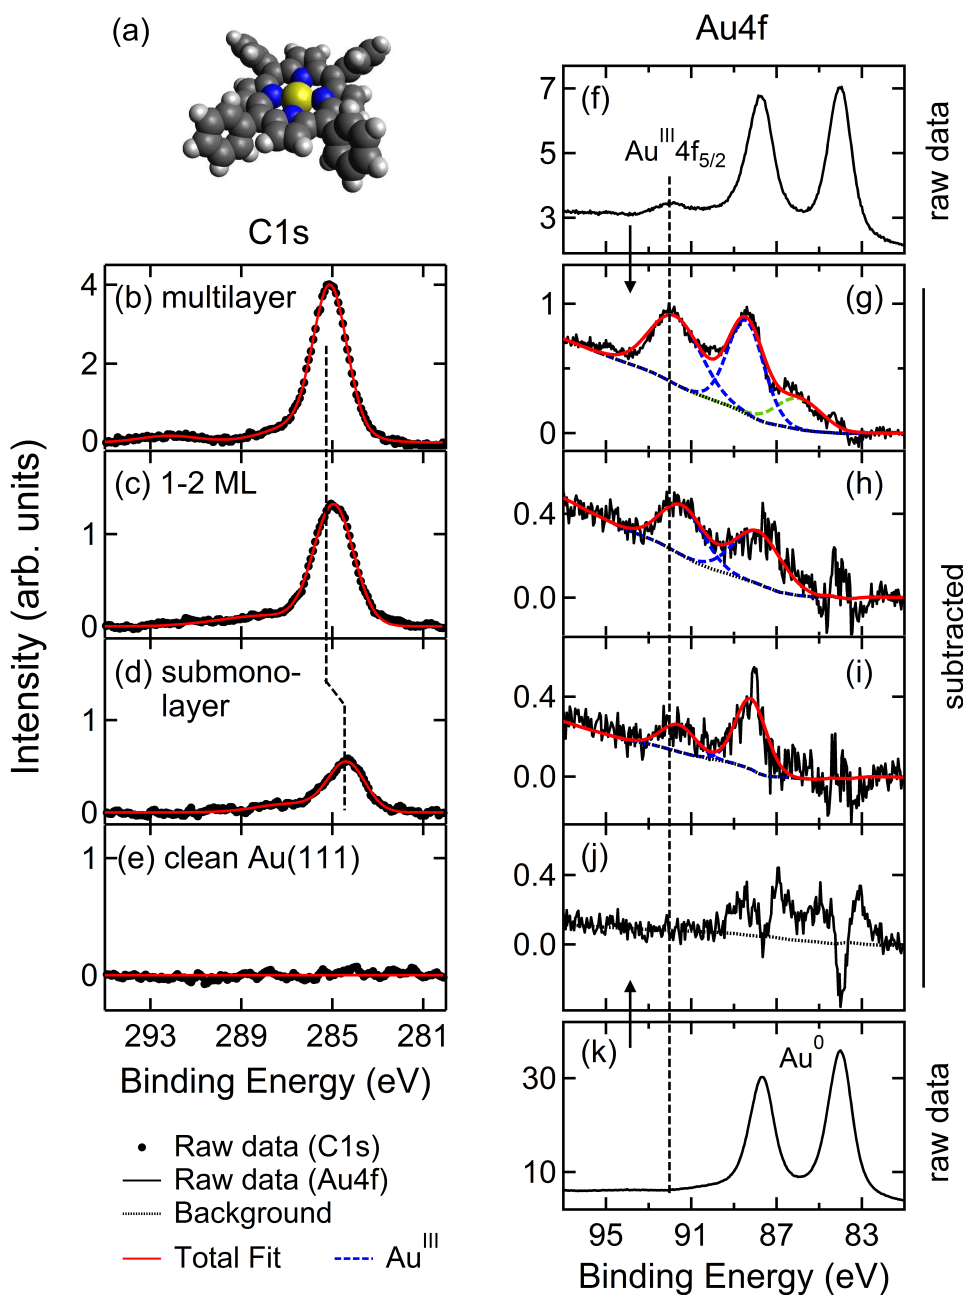 (a)
C1s
(b) multilayer
4
2
0
(c) 1-2 ML
1
0
(d) submono-
layer
1
0
(e) clean Au(111)
1
0
293 289 285 281
Binding Energy (eV)
Intensity (arb. units)
Raw data (C1s)
Raw data (Au4f)
Background
Total Fit
Au^III
Au4f
(f)
Au^III 4f_5/2
7
5
3
raw data
(g)
1
0
(h)
0.4
0.0
(i)
0.4
0.0
(j)
0.4
0.0
subtracted
(k)
Au^0
30
10
raw data
95 91 87 83
Binding Energy (eV)